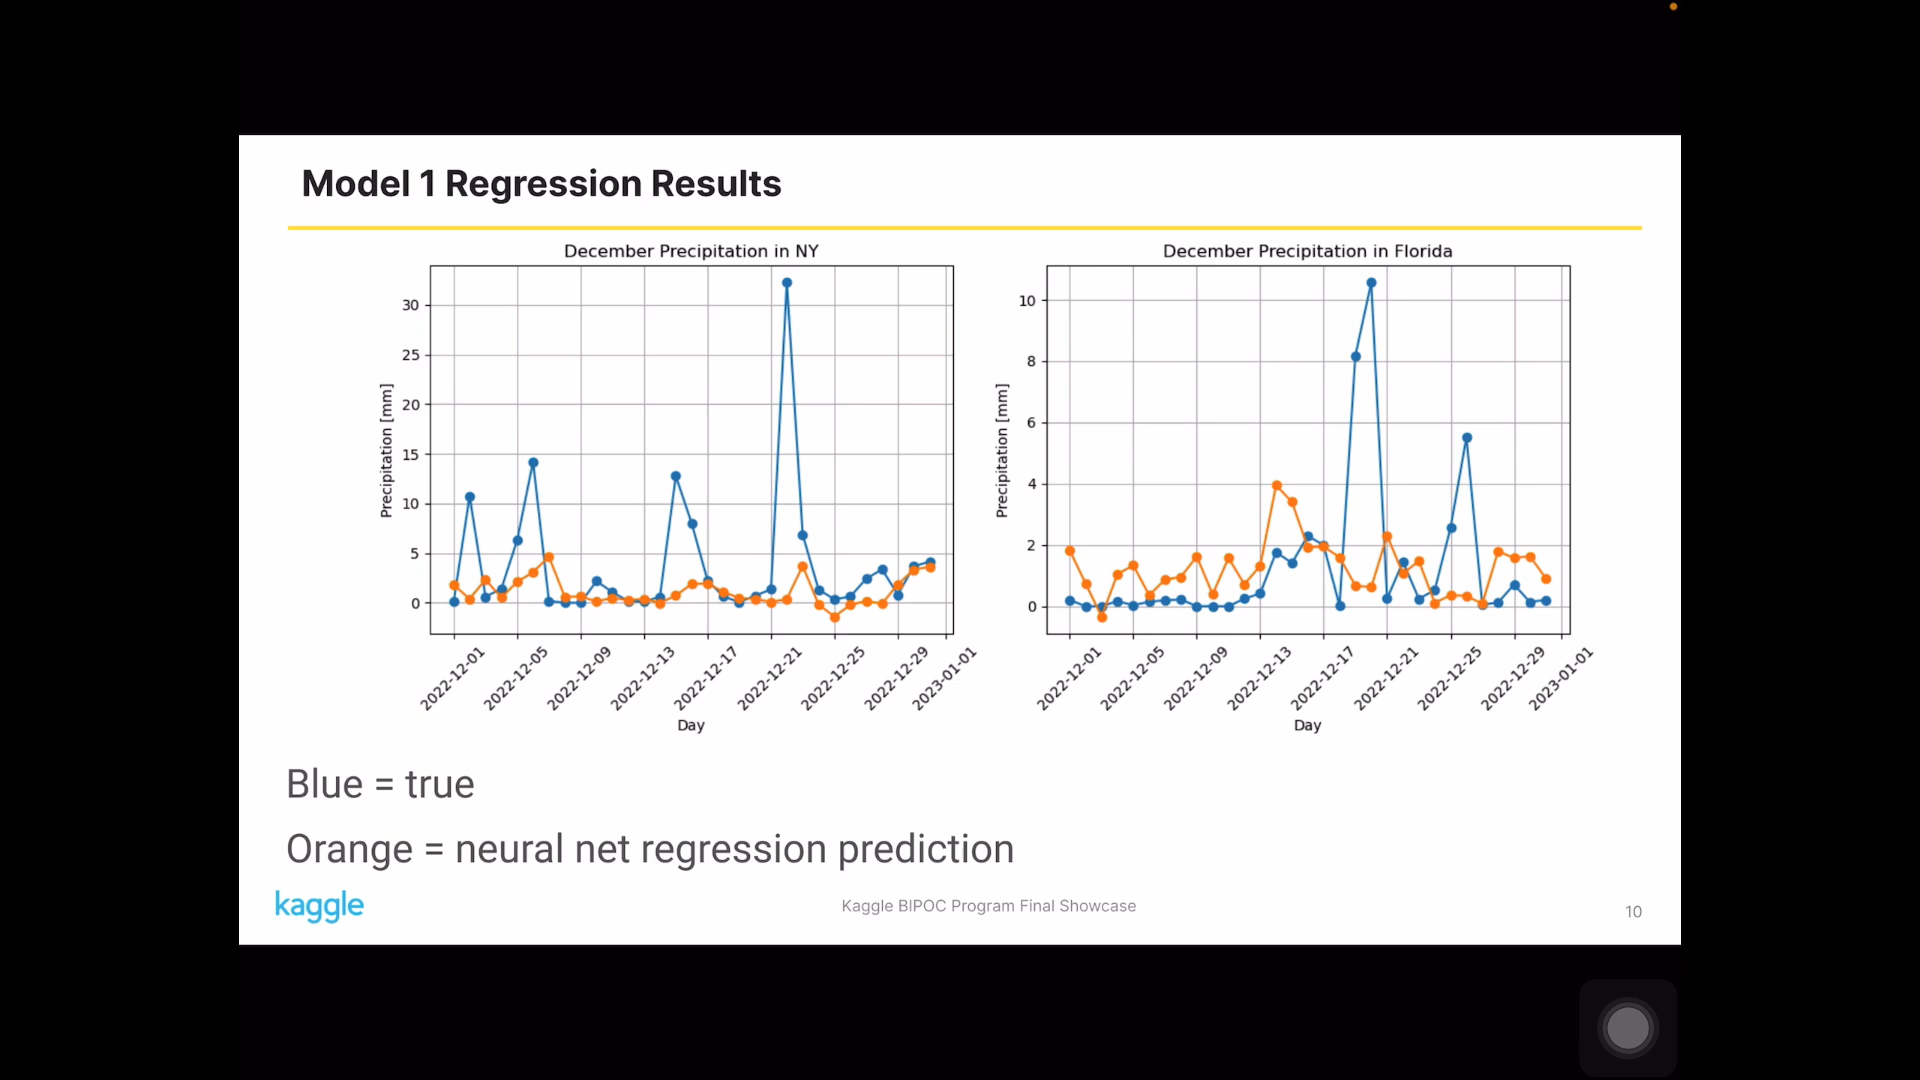 Model 1 Regression Results
December Precipitation in NY
30
25
20
15
10
5
0
Precipitation [mm]
2022-12-01
2022-12-05
2022-12-09
2022-12-13
2022-12-17
2022-12-21
2022-12-25
2022-12-29
2023-01-01
Day
December Precipitation in Florida
10
8
6
4
2
0
Precipitation [mm]
2022-12-01
2022-12-05
2022-12-09
2022-12-13
2022-12-17
2022-12-21
2022-12-25
2022-12-29
2023-01-01
Day
Blue = true
Orange = neural net regression prediction
kaggle
Kaggle BIPOC Program Final Showcase
10